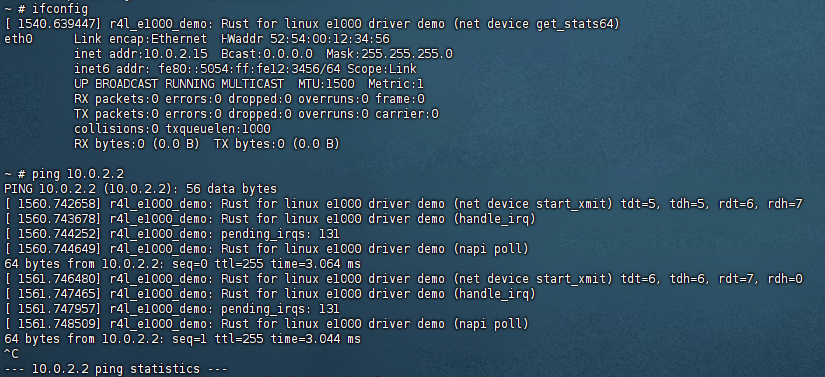 ~ # ifconfig
[ 1540.639447] r4l_e1000_demo: Rust for linux e1000 driver demo (net device get_stats64)
eth0      Link encap:Ethernet  HWaddr 52:54:00:12:34:56
          inet addr:10.0.2.15  Bcast:0.0.0.0  Mask:255.255.255.0
          inet6 addr: fe80::5054:ff:fe12:3456/64 Scope:Link
          UP BROADCAST RUNNING MULTICAST  MTU:1500  Metric:1
          RX packets:0 errors:0 dropped:0 overruns:0 frame:0
          TX packets:0 errors:0 dropped:0 overruns:0 carrier:0
          collisions:0 txqueuelen:1000
          RX bytes:0 (0.0 B)  TX bytes:0 (0.0 B)
~ # ping 10.0.2.2
PING 10.0.2.2 (10.0.2.2): 56 data bytes
[ 1560.742658] r4l_e1000_demo: Rust for linux e1000 driver demo (net device start_xmit) tdt=5, tdh=5, rdt=6, rdh=7
[ 1560.743678] r4l_e1000_demo: Rust for linux e1000 driver demo (handle_irq)
[ 1560.744252] r4l_e1000_demo: pending_irqs: 131
[ 1560.744649] r4l_e1000_demo: Rust for linux e1000 driver demo (napi poll)
64 bytes from 10.0.2.2: seq=0 ttl=255 time=3.064 ms
[ 1561.746480] r4l_e1000_demo: Rust for linux e1000 driver demo (net device start_xmit) tdt=6, tdh=6, rdt=7, rdh=0
[ 1561.747465] r4l_e1000_demo: Rust for linux e1000 driver demo (handle_irq)
[ 1561.747957] r4l_e1000_demo: pending_irqs: 131
[ 1561.748509] r4l_e1000_demo: Rust for linux e1000 driver demo (napi poll)
64 bytes from 10.0.2.2: seq=1 ttl=255 time=3.044 ms
^C
--- 10.0.2.2 ping statistics ---